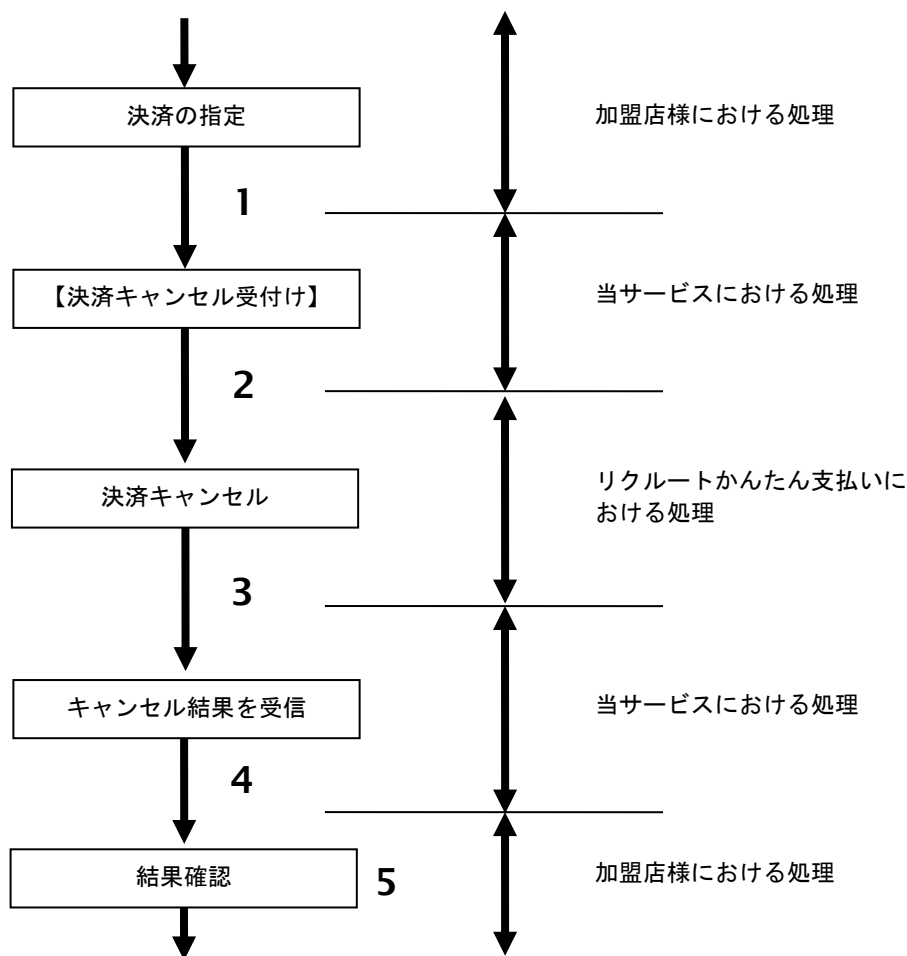 決済の指定
加盟店様における処理
1
【決済キャンセル受付け】
当サービスにおける処理
2
決済キャンセル
リクルートかんたん支払いに
おける処理
3
キャンセル結果を受信
当サービスにおける処理
4
結果確認
5
加盟店様における処理